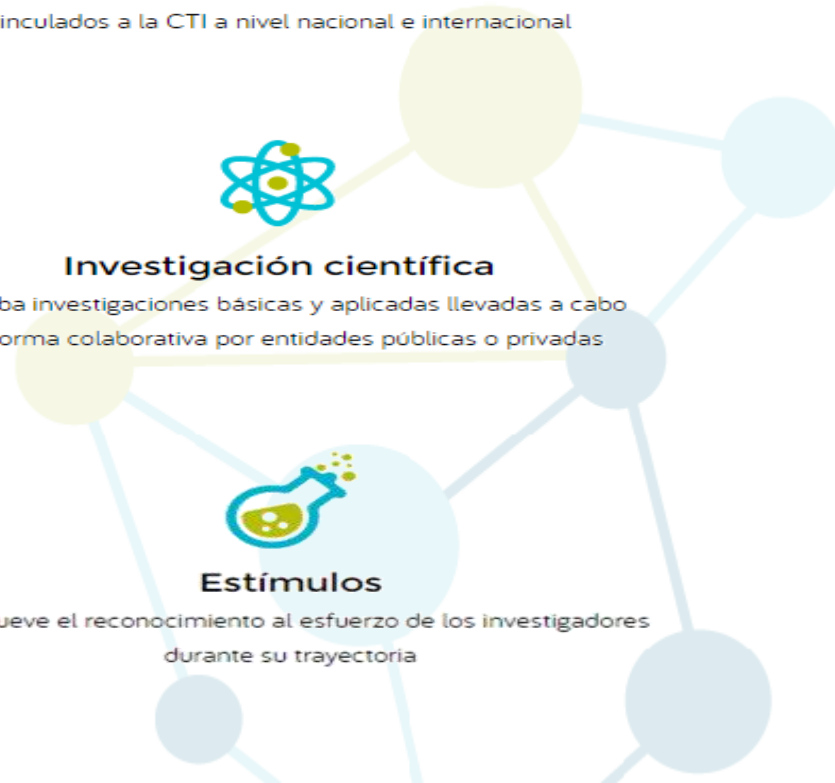 inculados a la CTI a nivel nacional e internacional
Investigación científica
ba investigaciones básicas y aplicadas llevadas a cabo
orma colaborativa por entidades públicas o privadas
Estímulos
ueve el reconocimiento al esfuerzo de los investigadores
durante su trayectoria